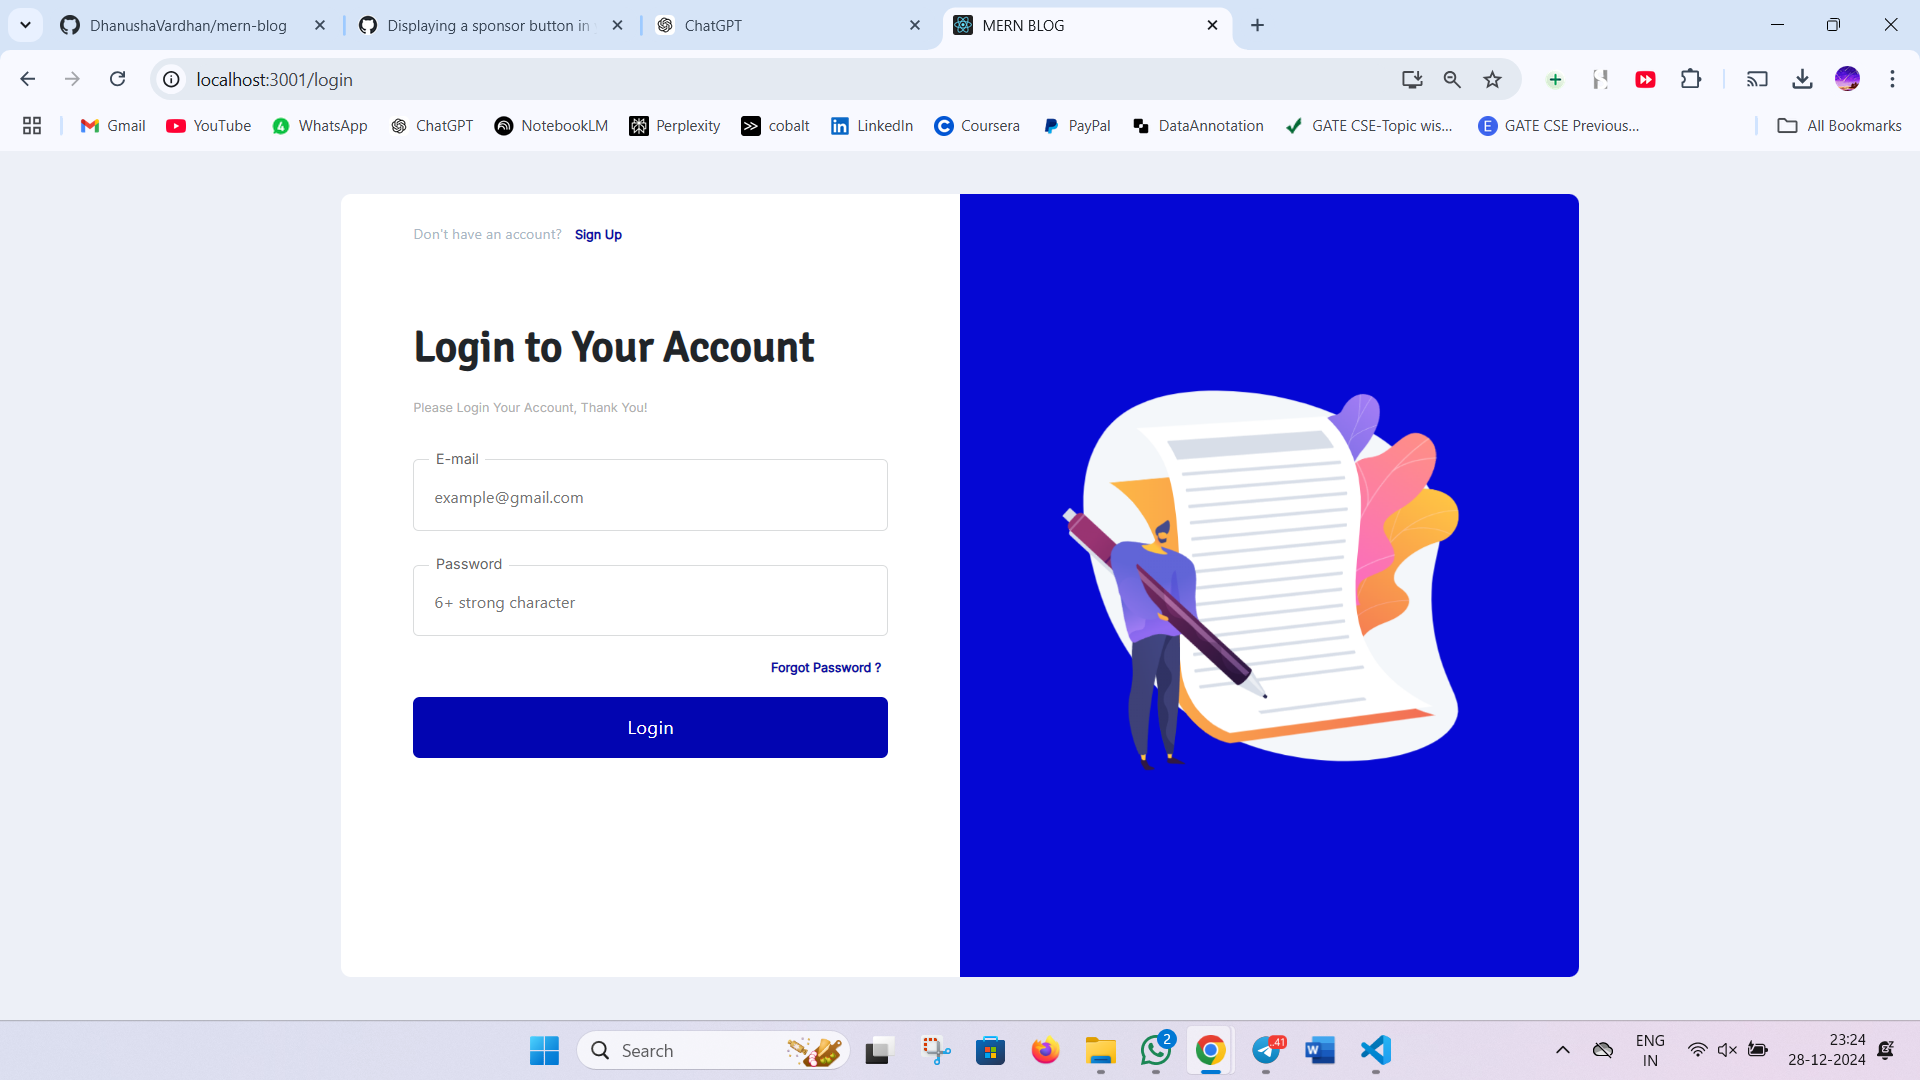 DhanushaVardhan/mern-blog
Displaying a sponsor button in
ChatGPT
MERN BLOG
localhost:3001/login
Gmail
YouTube
WhatsApp
ChatGPT
NotebookLM
Perplexity
cobalt
LinkedIn
Coursera
PayPal
DataAnnotation
GATE CSE-Topic wis...
GATE CSE Previous...
All Bookmarks
Don't have an account? Sign Up
Login to Your Account
Please Login Your Account, Thank You!
E-mail
example@gmail.com
Password
6+ strong character
Forgot Password ?
Login
Search
2
.41
ENG
IN
23:24
28-12-2024